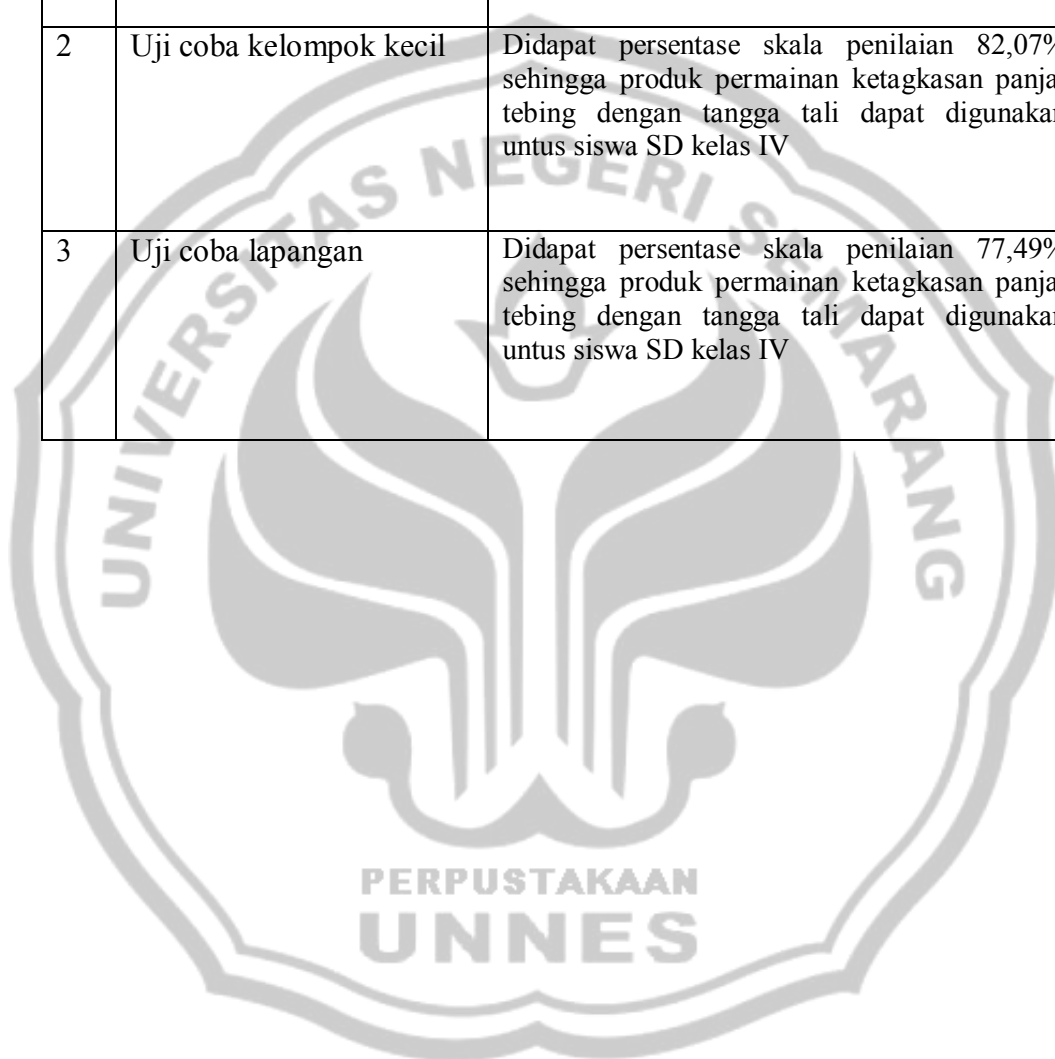 2 Uji coba kelompok kecil Didapat persentase skala penilaian 82,07%
sehingga produk permainan ketagkasan panja
tebing dengan tangga tali dapat digunakan
untus siswa SD kelas IV
3 Uji coba lapangan Didapat persentase skala penilaian 77,49%
sehingga produk permainan ketagkasan panja
tebing dengan tangga tali dapat digunakan
untus siswa SD kelas IV
UNIVERSITAS NEGERI SEMARANG
PERPUSTAKAAN
UNNES